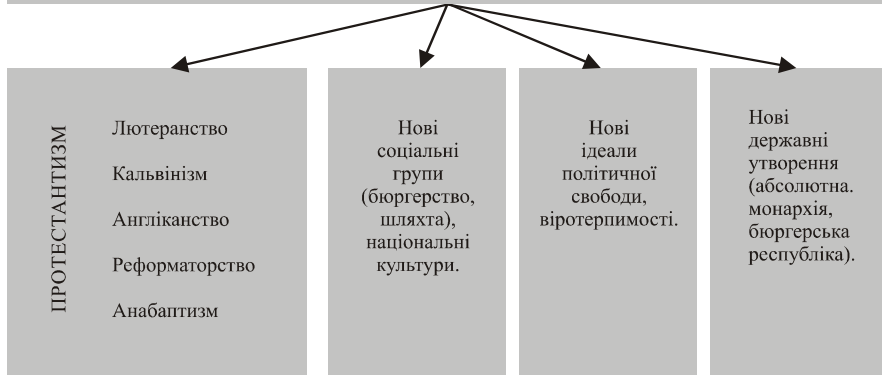 ПРОТЕСТАНТИЗМ
Лютеранство
Кальвінізм
Англіканство
Реформаторство
Анабаптизм
Нові
соціальні
групи
(бюргерство,
шляхта),
національні
культури.
Нові
ідеали
політичної
свободи,
віротерпимості.
Нові
державні
утворення
(абсолютна.
монархія,
бюргерська
республіка).